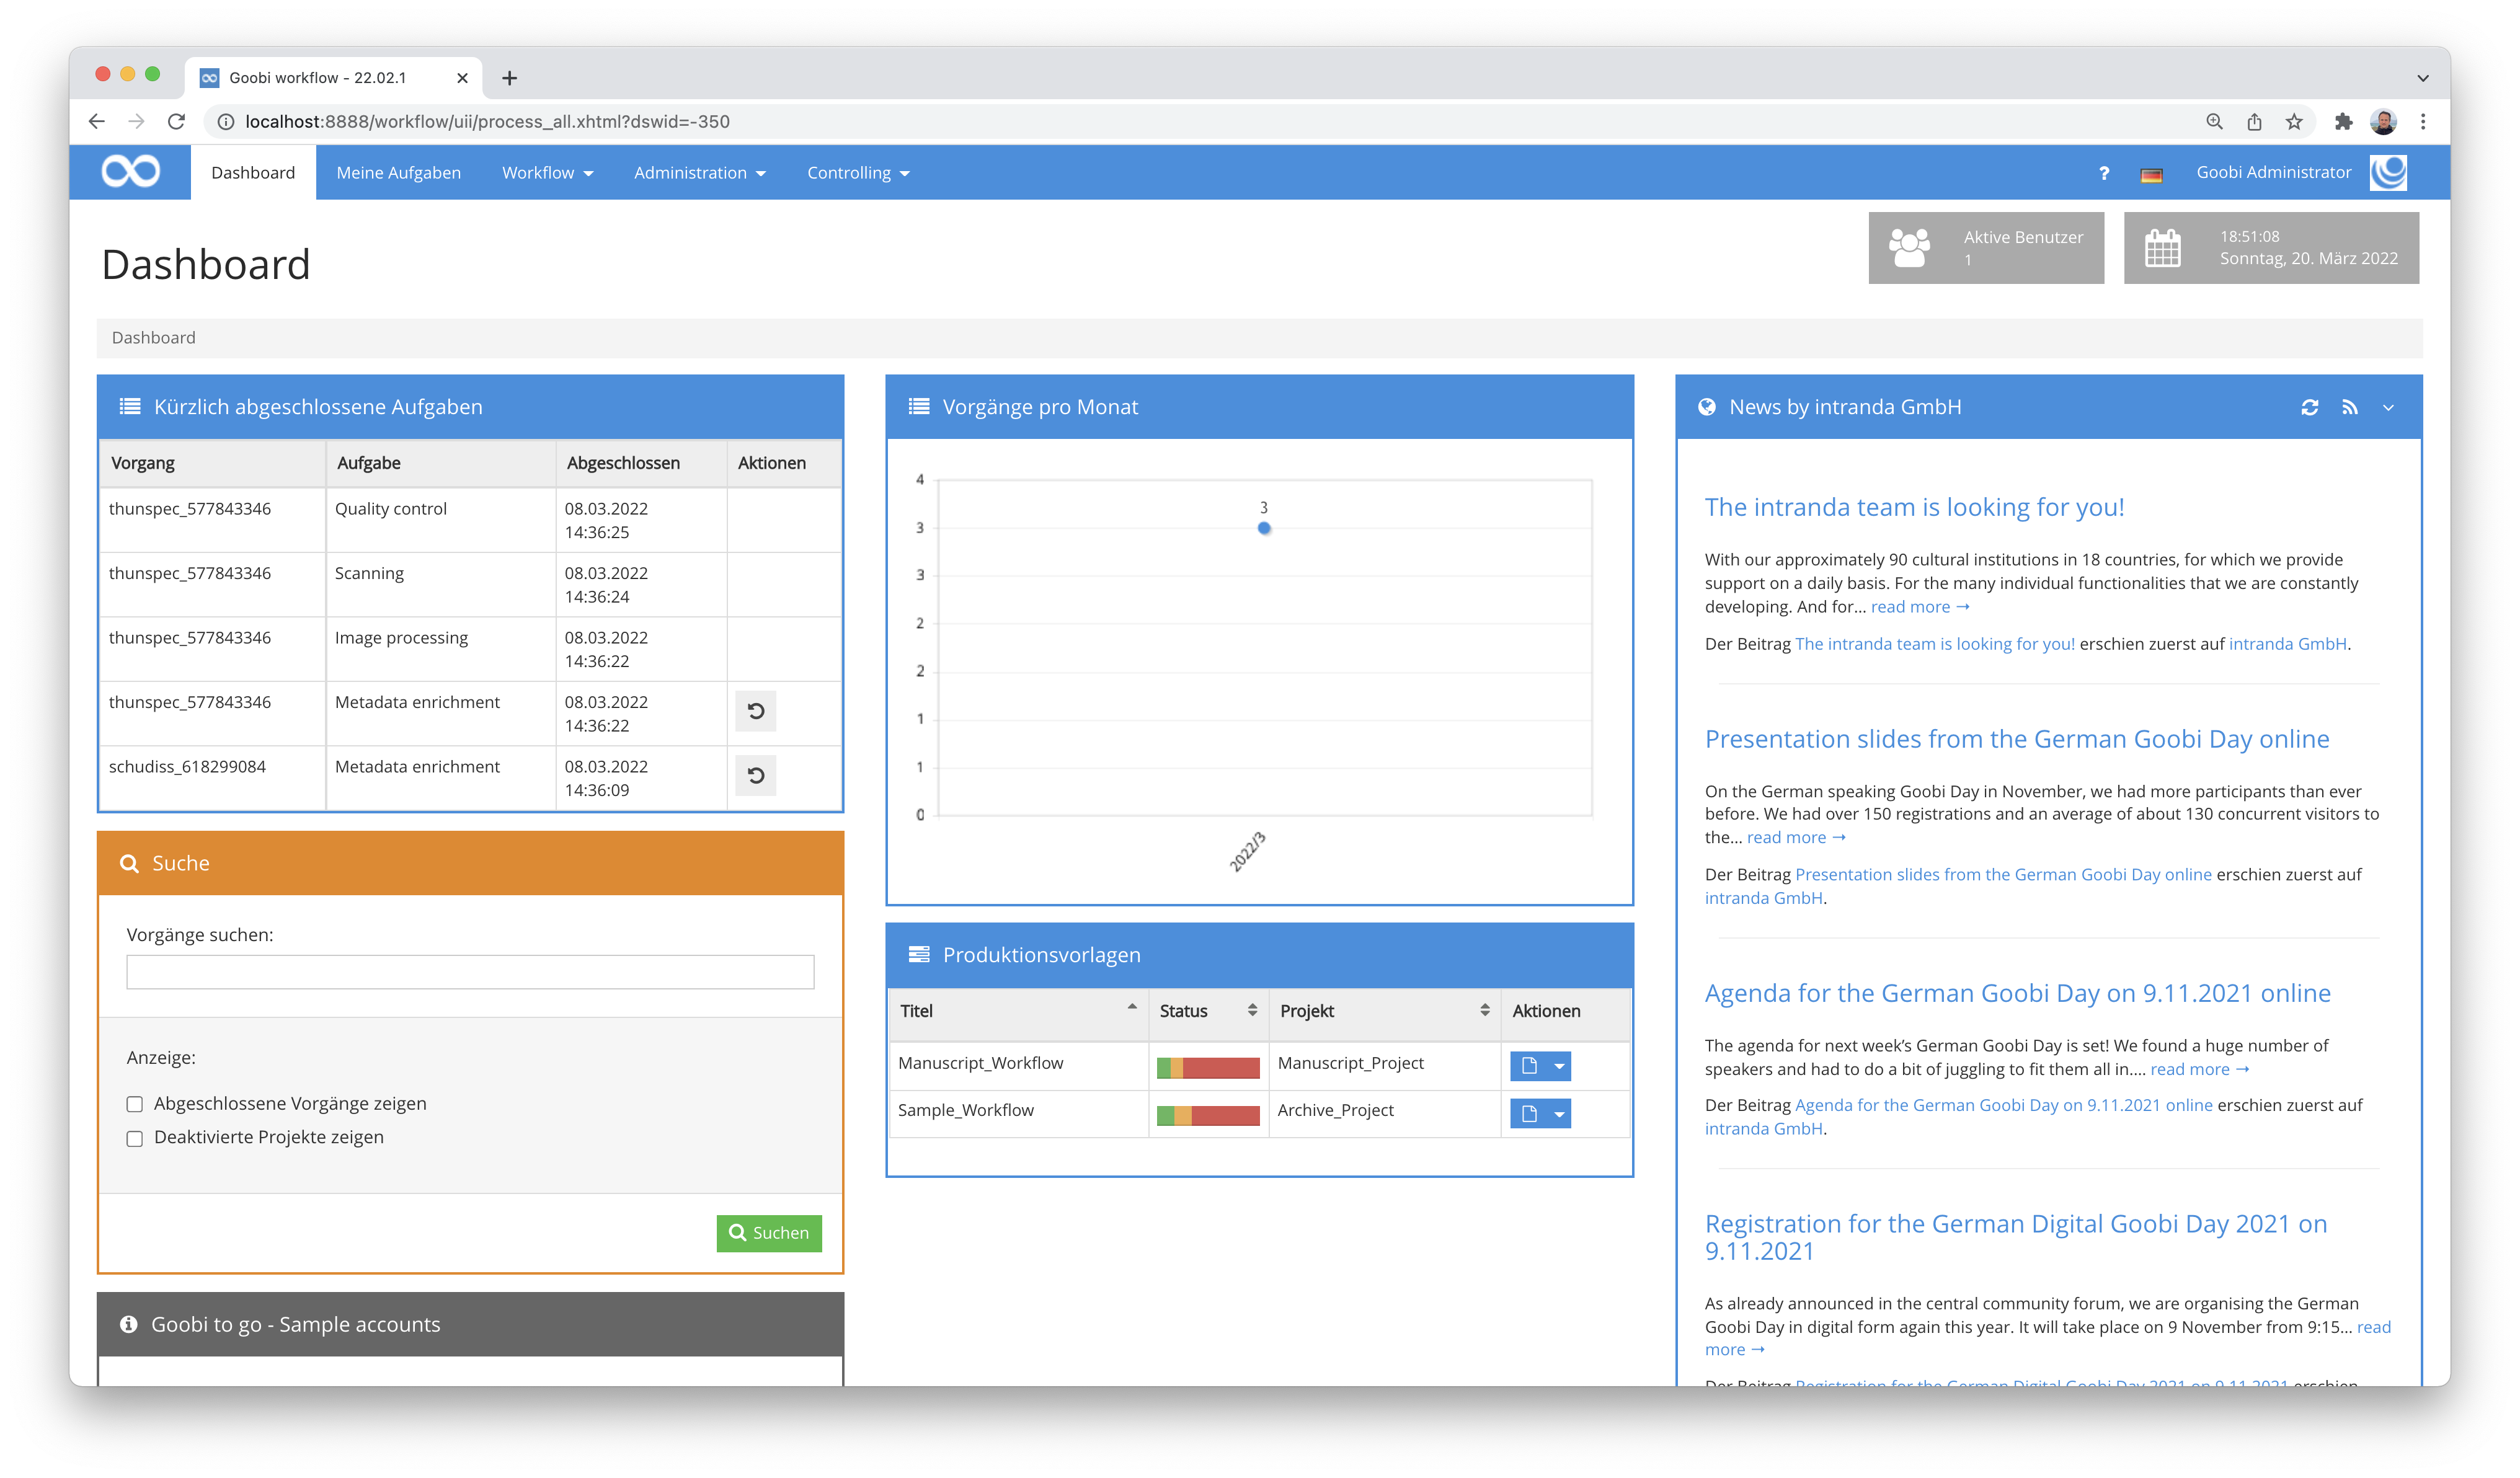 Goobi workflow - 22.02.1
localhost:8888/workflow/uii/process_all.xhtml?dswid=-350
Dashboard
Meine Aufgaben
Workflow
Administration
Controlling
?
Goobi Administrator
Dashboard
Aktive Benutzer
1
18:51:08
Sonntag, 20. März 2022
Dashboard
Kürzlich abgeschlossene Aufgaben
Vorgang Aufgabe Abgeschlossen Aktionen
thunspec_577843346 Quality control 08.03.2022
14:36:25
thunspec_577843346 Scanning 08.03.2022
14:36:24
thunspec_577843346 Image processing 08.03.2022
14:36:22
thunspec_577843346 Metadata enrichment 08.03.2022
14:36:22
schudiss_618299084 Metadata enrichment 08.03.2022
14:36:09
Suche
Vorgänge suchen:
Anzeige:
Abgeschlossene Vorgänge zeigen
Deaktivierte Projekte zeigen
Suchen
Goobi to go - Sample accounts
Vorgänge pro Monat
4
3
3
3
2
2
1
1
0
2022/3
Produktionsvorlagen
Titel Status Projekt Aktionen
Manuscript_Workflow Manuscript_Project
Sample_Workflow Archive_Project
News by intranda GmbH
The intranda team is looking for you!
With our approximately 90 cultural institutions in 18 countries, for which we provide
support on a daily basis. For the many individual functionalities that we are constantly
developing. And for... read more →
Der Beitrag The intranda team is looking for you! erschien zuerst auf intranda GmbH.
Presentation slides from the German Goobi Day online
On the German speaking Goobi Day in November, we had more participants than ever
before. We had over 150 registrations and an average of about 130 concurrent visitors to
the... read more →
Der Beitrag Presentation slides from the German Goobi Day online erschien zuerst auf
intranda GmbH.
Agenda for the German Goobi Day on 9.11.2021 online
The agenda for next week’s German Goobi Day is set! We found a huge number of
speakers and had to do a bit of juggling to fit them all in.... read more →
Der Beitrag Agenda for the German Goobi Day on 9.11.2021 online erschien zuerst auf
intranda GmbH.
Registration for the German Digital Goobi Day 2021 on
9.11.2021
As already announced in the central community forum, we are organising the German
Goobi Day in digital form again this year. It will take place on 9 November from 9:15... read
more →
Der Beitrag Registration for the German Digital Goobi Day 2021 on 9.11.2021 erschien